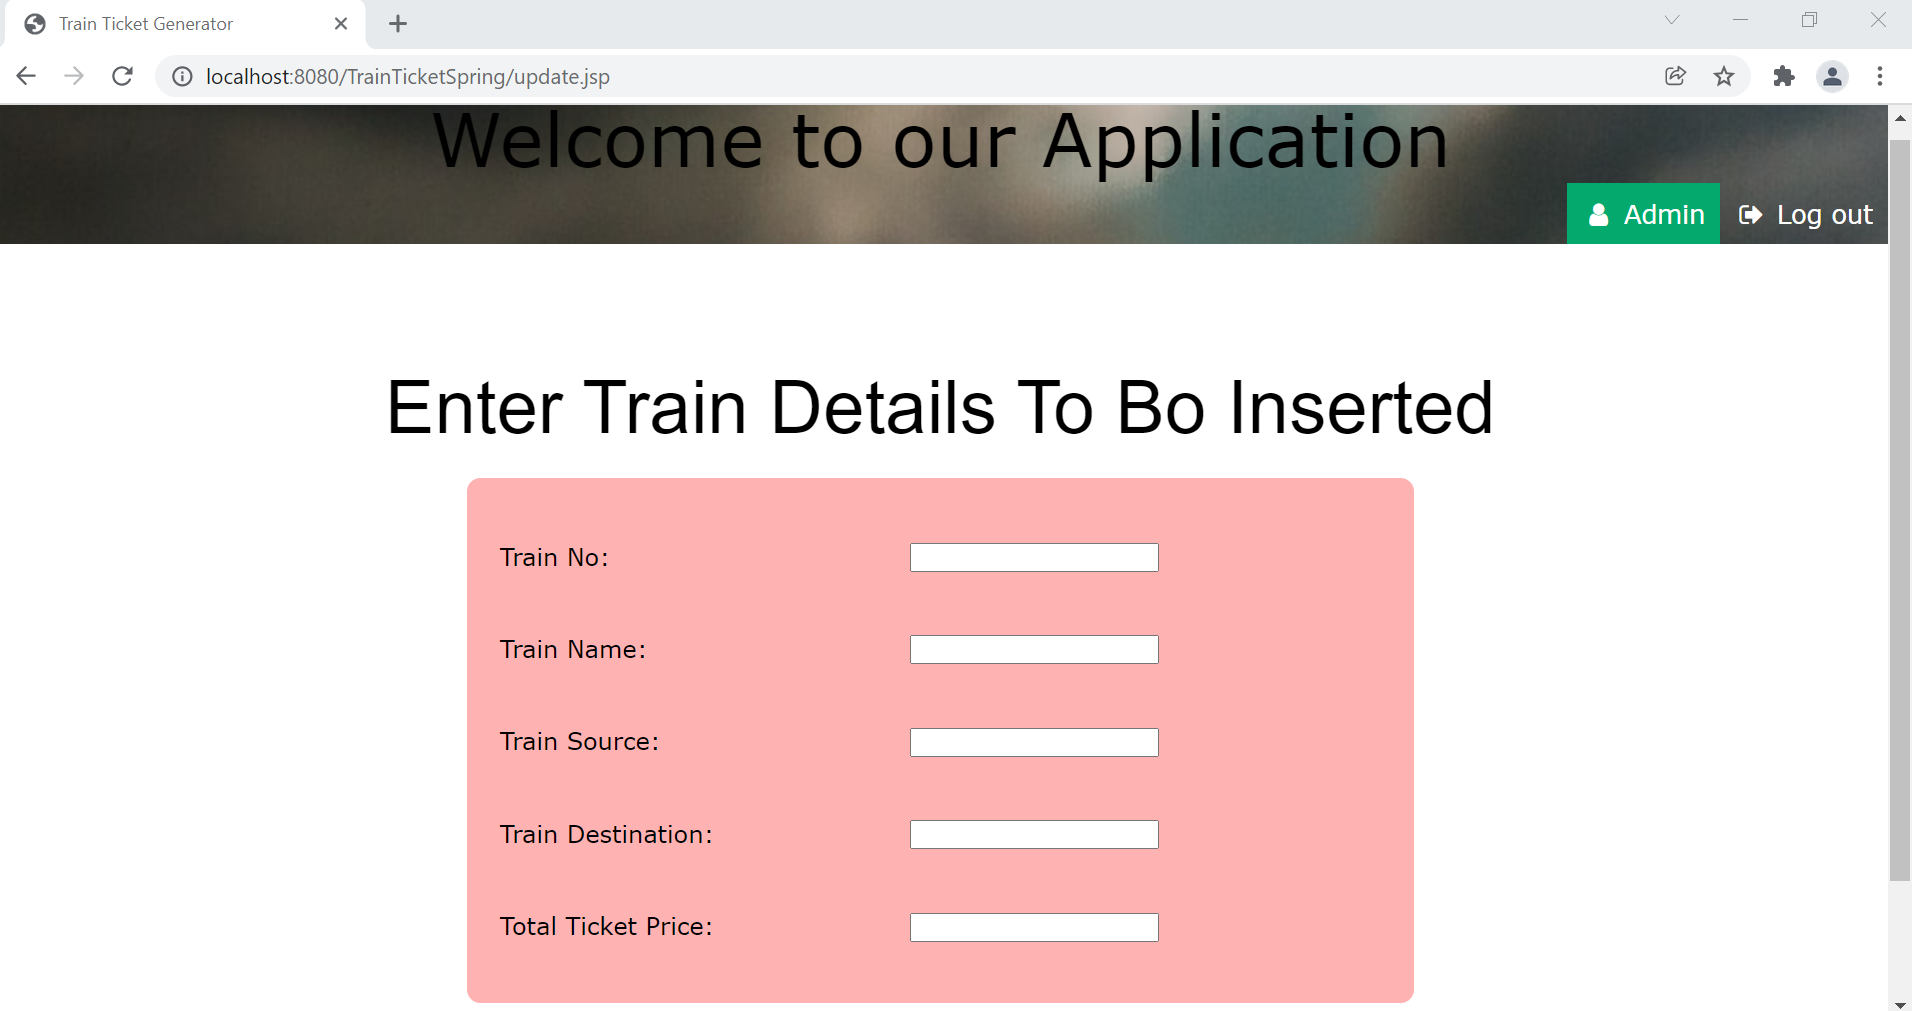 Train Ticket Generator
localhost:8080/TrainTicketSpring/update.jsp
Welcome to our Application
Admin Log out
Enter Train Details To Bo Inserted
Train No:
Train Name:
Train Source:
Train Destination:
Total Ticket Price: